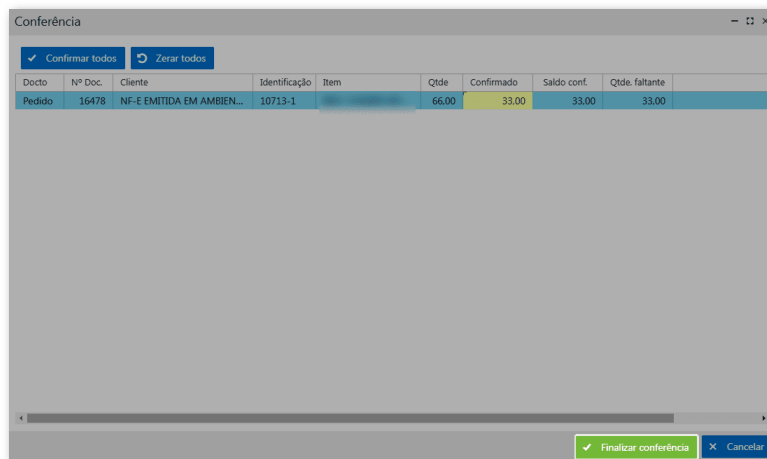 Conferência
Confirmar todos Zerar todos
Docto Nº Doc. Cliente Identificação Item Qtde Confirmado Saldo conf. Qtde. faltante
Pedido 16478 NF-E EMITIDA EM AMBIEN... 10713-1 66,00 33,00 33,00 33,00
Finalizar conferência Cancelar